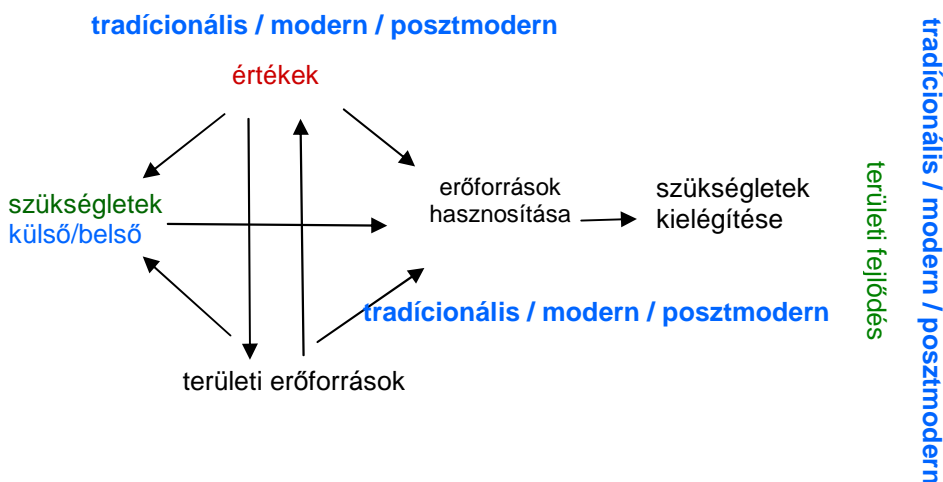 tradícionális / modern / posztmodern
értékek
szükségletek
külső/belső
erőforrások
hasznosítása
szükségletek
kielégítése
tradícionális / modern / posztmodern
területi erőforrások
területi fejlődés
tradícionális / modern / posztmodern